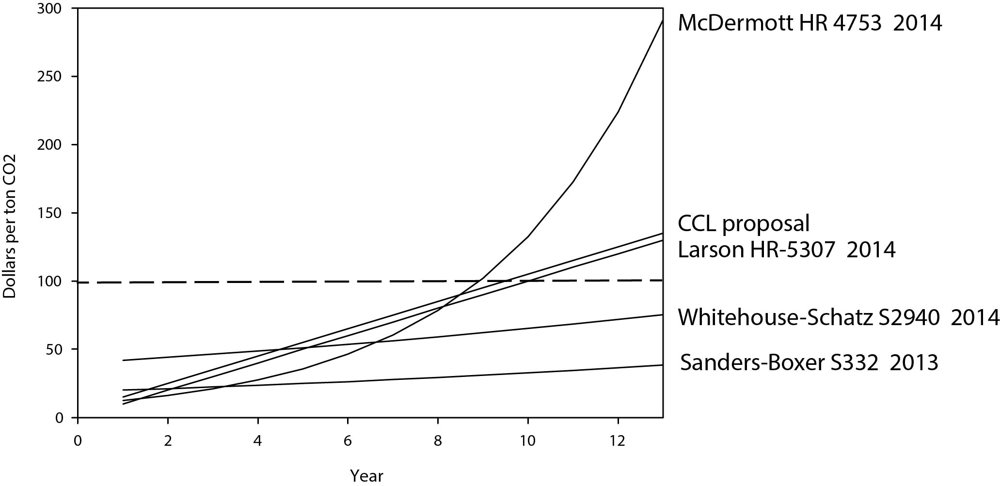 300
250
200
150
100
50
0
Dollars per ton CO2
0 2 4 6 8 10 12
Year
McDermott HR 4753 2014
CCL proposal
Larson HR-5307 2014
Whitehouse-Schatz S2940 2014
Sanders-Boxer S332 2013